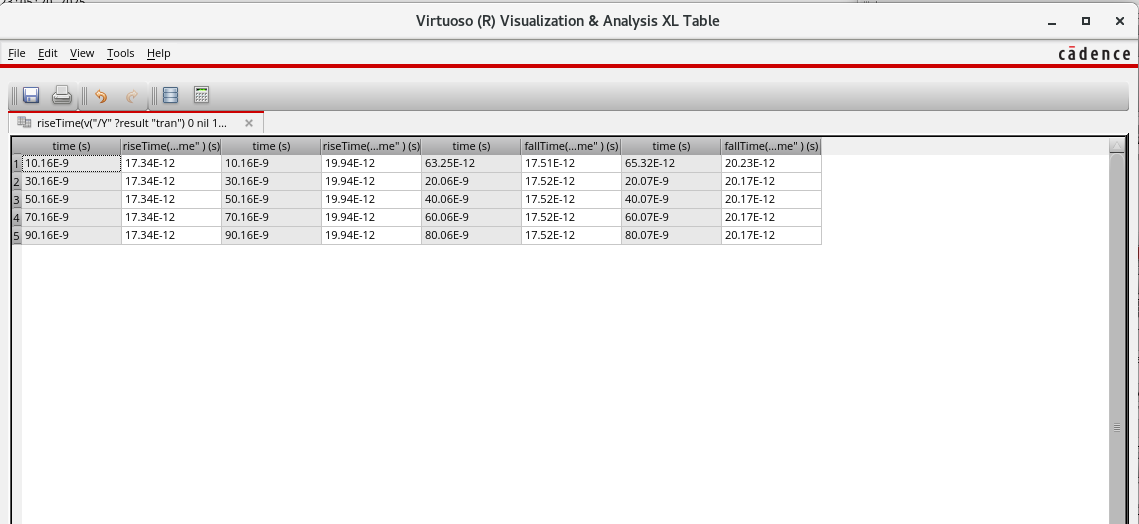 Virtuoso (R) Visualization & Analysis XL Table
File Edit View Tools Help
cādence
riseTime(v("/Y" ?result "tran") 0 nil 1...
time (s) riseTime(...me" ) (s) time (s) riseTime(...me" ) (s) time (s) fallTime(...me" ) (s) time (s) fallTime(...me" ) (s)
1 10.16E-9 17.34E-12 10.16E-9 19.94E-12 63.25E-12 17.51E-12 65.32E-12 20.23E-12
2 30.16E-9 17.34E-12 30.16E-9 19.94E-12 20.06E-9 17.52E-12 20.07E-9 20.17E-12
3 50.16E-9 17.34E-12 50.16E-9 19.94E-12 40.06E-9 17.52E-12 40.07E-9 20.17E-12
4 70.16E-9 17.34E-12 70.16E-9 19.94E-12 60.06E-9 17.52E-12 60.07E-9 20.17E-12
5 90.16E-9 17.34E-12 90.16E-9 19.94E-12 80.06E-9 17.52E-12 80.07E-9 20.17E-12